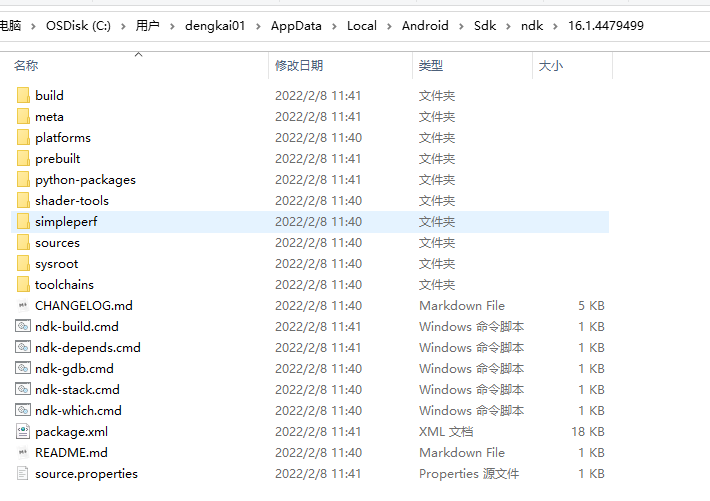 电脑 > OSDisk (C:) > 用户 > dengkai01 > AppData > Local > Android > Sdk > ndk > 16.1.4479499
名称 修改日期 类型 大小
build 2022/2/8 11:41 文件夹
meta 2022/2/8 11:41 文件夹
platforms 2022/2/8 11:40 文件夹
prebuilt 2022/2/8 11:41 文件夹
python-packages 2022/2/8 11:41 文件夹
shader-tools 2022/2/8 11:40 文件夹
simpleperf 2022/2/8 11:40 文件夹
sources 2022/2/8 11:40 文件夹
sysroot 2022/2/8 11:40 文件夹
toolchains 2022/2/8 11:40 文件夹
CHANGELOG.md 2022/2/8 11:40 Markdown File 5 KB
ndk-build.cmd 2022/2/8 11:41 Windows 命令脚本 1 KB
ndk-depends.cmd 2022/2/8 11:41 Windows 命令脚本 1 KB
ndk-gdb.cmd 2022/2/8 11:40 Windows 命令脚本 1 KB
ndk-stack.cmd 2022/2/8 11:40 Windows 命令脚本 1 KB
ndk-which.cmd 2022/2/8 11:40 Windows 命令脚本 1 KB
package.xml 2022/2/8 11:41 XML 文档 18 KB
README.md 2022/2/8 11:40 Markdown File 1 KB
source.properties 2022/2/8 11:41 Properties 源文件 1 KB